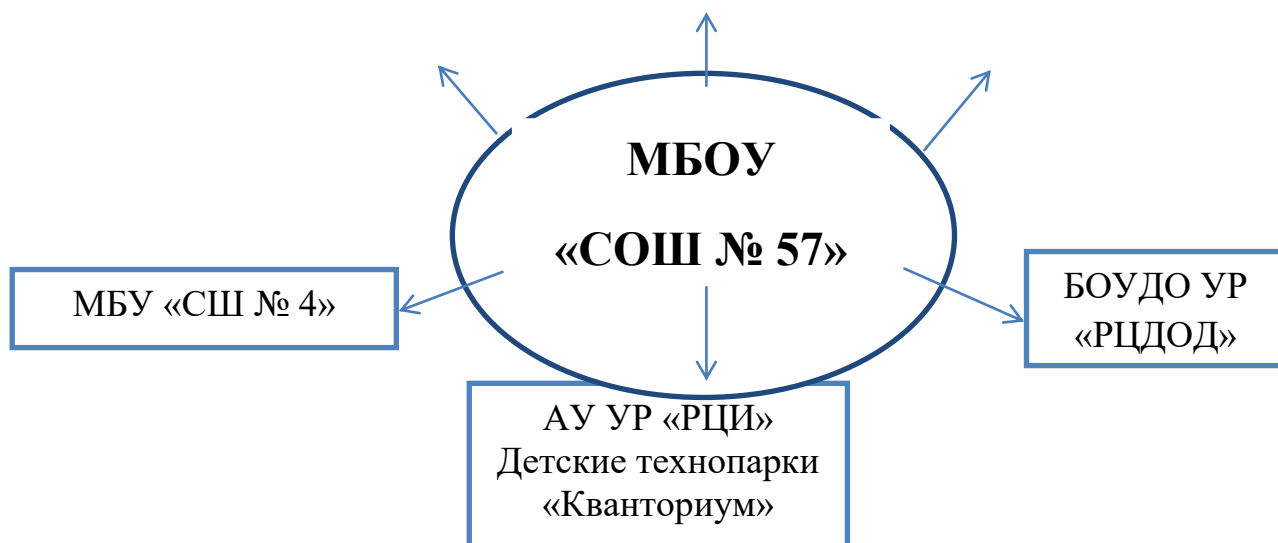 МБОУ
«СОШ № 57»
МБУ «СШ № 4»
БОУДО УР
«РЦДОД»
АУ УР «РЦИ»
Детские технопарки
«Кванториум»